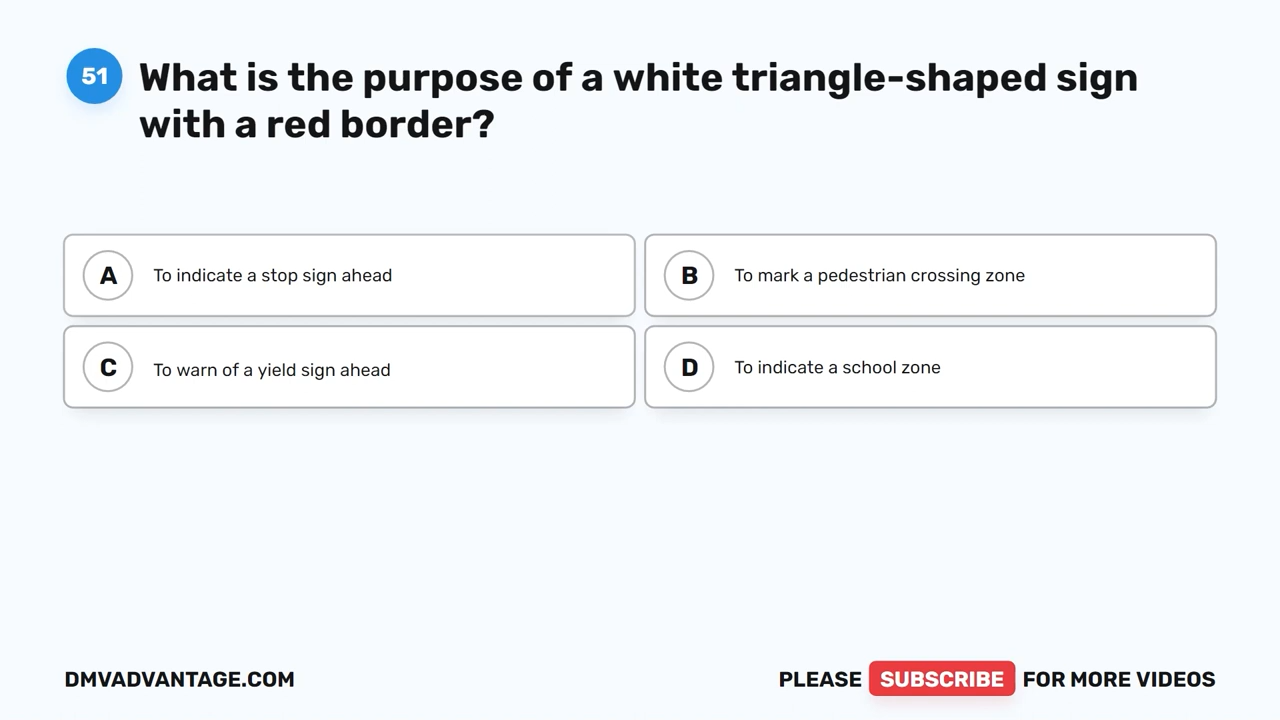 51
What is the purpose of a white triangle-shaped sign
with a red border?
A To indicate a stop sign ahead
B To mark a pedestrian crossing zone
C To warn of a yield sign ahead
D To indicate a school zone
DMVADVANTAGE.COM
PLEASE SUBSCRIBE FOR MORE VIDEOS